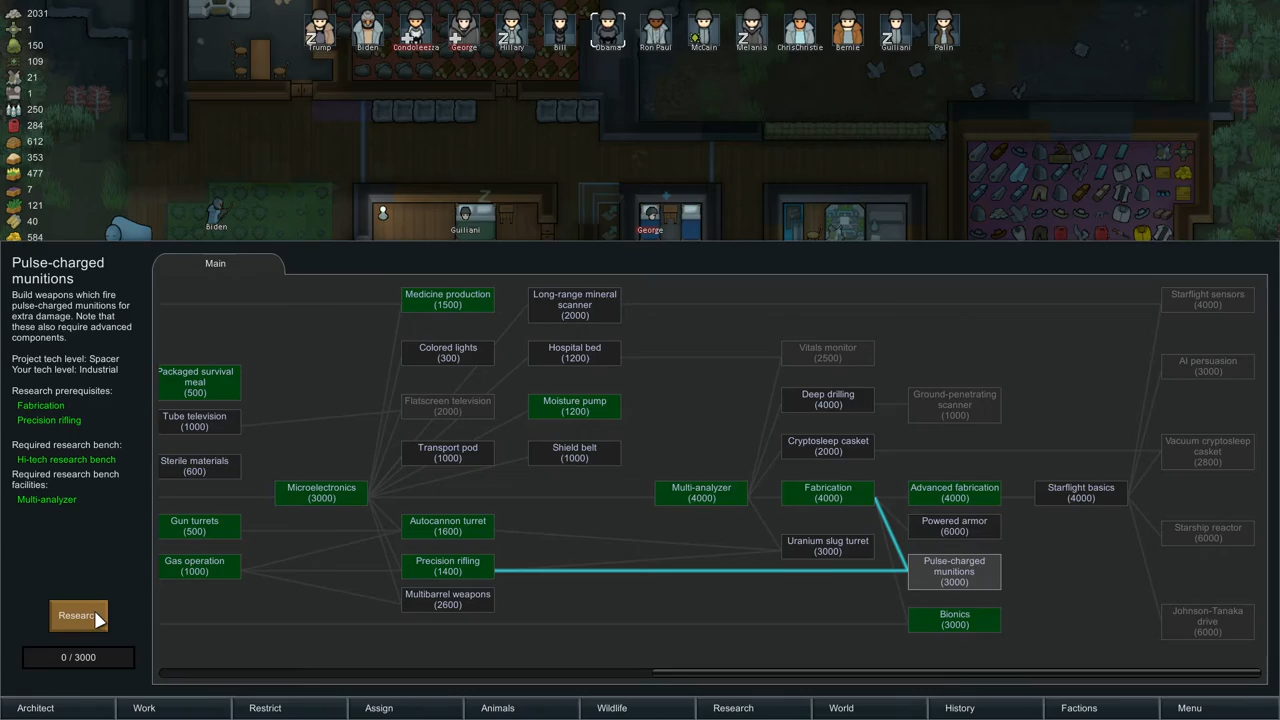 2031
1
150
109
21
1
250
284
612
353
477
7
121
40
584
Trump
Biden
Condoleezza
George
Hillary
Bill
Obama
Ron Paul
McCain
Melania
ChrisChristie
Bernie
Guiliani
Palin
Z
Biden
Guiliani
George
Pulse-charged
munitions
Build weapons which fire
pulse-charged munitions for
extra damage. Note that
these also require advanced
components.
Project tech level: Spacer
Your tech level: Industrial
Research prerequisites:
Fabrication
Precision rifling
Required research bench:
Hi-tech research bench
Required research bench
facilities:
Multi-analyzer
Researc
0 / 3000
Main
Packaged survival
meal
(500)
Tube television
(1000)
Sterile materials
(600)
Gun turrets
(500)
Gas operation
(1000)
Microelectronics
(3000)
Medicine production
(1500)
Colored lights
(300)
Flatscreen television
(2000)
Transport pod
(1000)
Autocannon turret
(1600)
Precision rifling
(1400)
Multibarrel weapons
(2600)
Long-range mineral
scanner
(2000)
Hospital bed
(1200)
Moisture pump
(1200)
Shield belt
(1000)
Multi-analyzer
(4000)
Vitals monitor
(2500)
Deep drilling
(4000)
Cryptosleep casket
(2000)
Fabrication
(4000)
Uranium slug turret
(3000)
Ground-penetrating
scanner
(1000)
Advanced fabrication
(4000)
Powered armor
(6000)
Pulse-charged
munitions
(3000)
Bionics
(3000)
Starflight basics
(4000)
Starflight sensors
(4000)
AI persuasion
(3000)
Vacuum cryptosleep
casket
(2800)
Starship reactor
(6000)
Johnson-Tanaka
drive
(6000)
Architect
Work
Restrict
Assign
Animals
Wildlife
Research
World
History
Factions
Menu